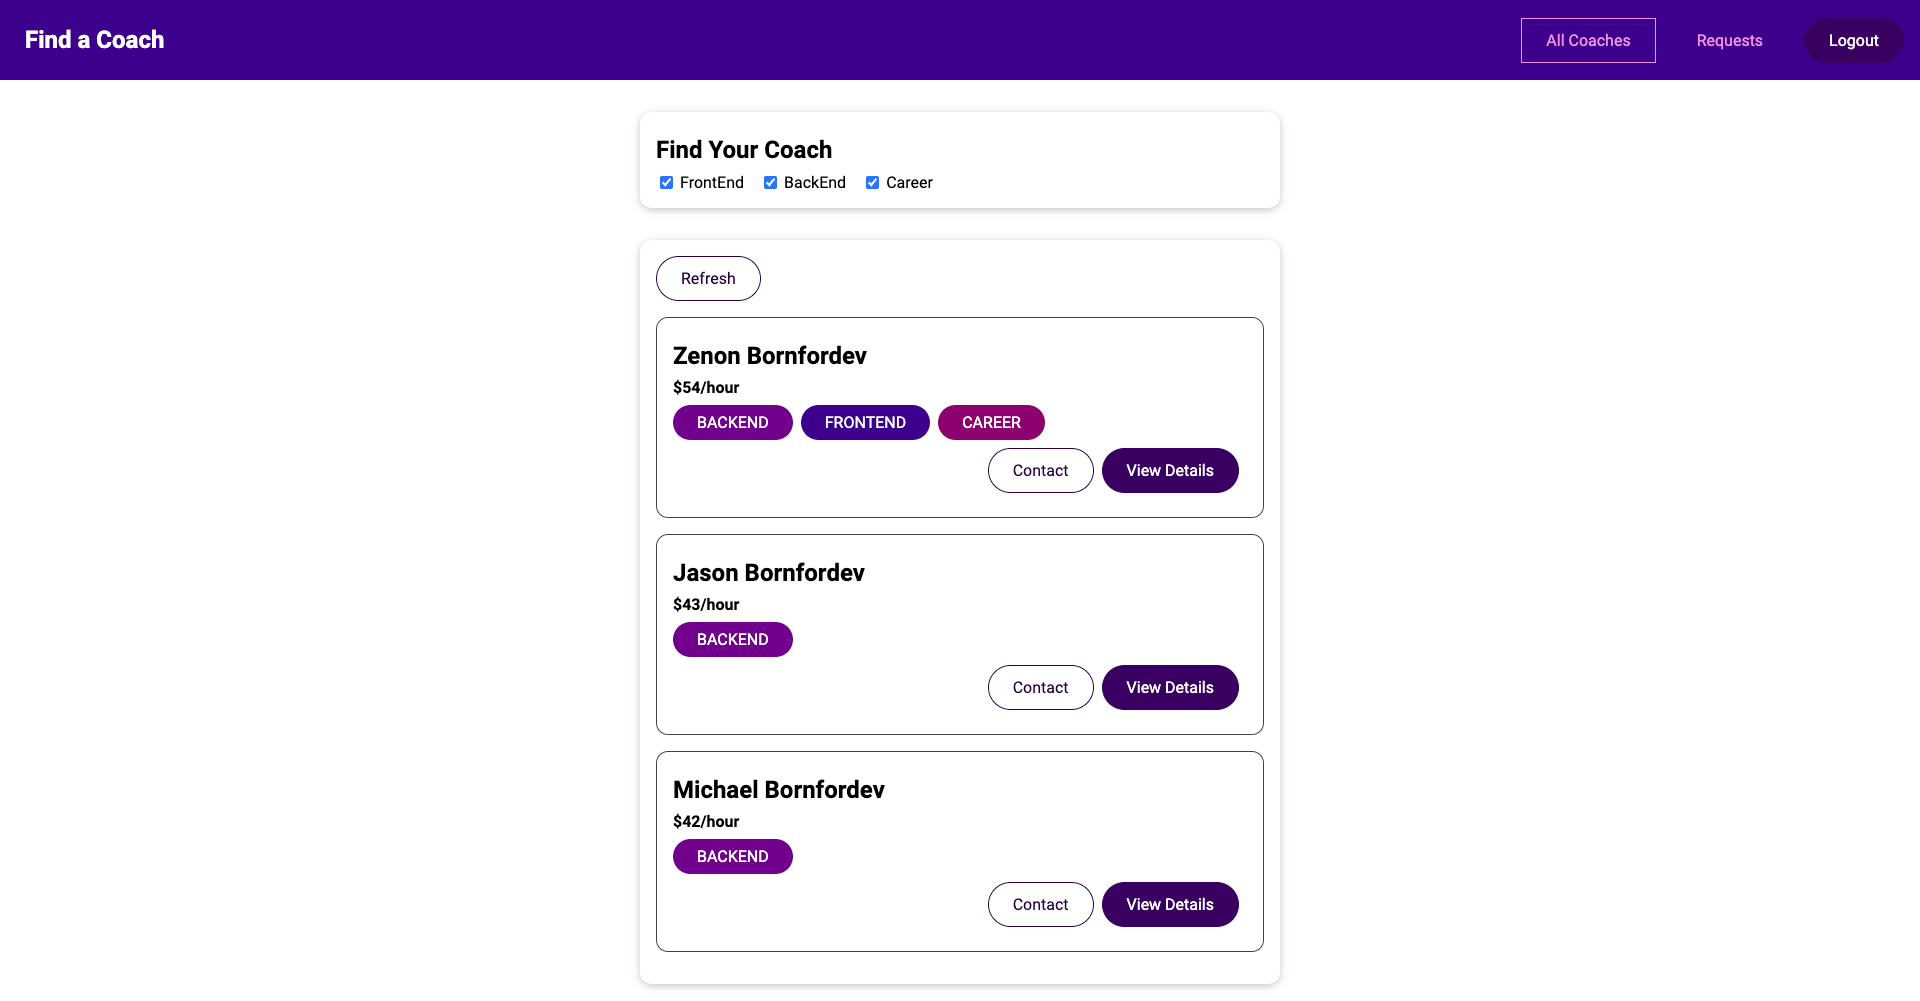 Find a Coach
All Coaches
Requests
Logout
Find Your Coach
FrontEnd BackEnd Career
Refresh
Zenon Bornfordev
$54/hour
BACKEND FRONTEND CAREER
Contact View Details
Jason Bornfordev
$43/hour
BACKEND
Contact View Details
Michael Bornfordev
$42/hour
BACKEND
Contact View Details